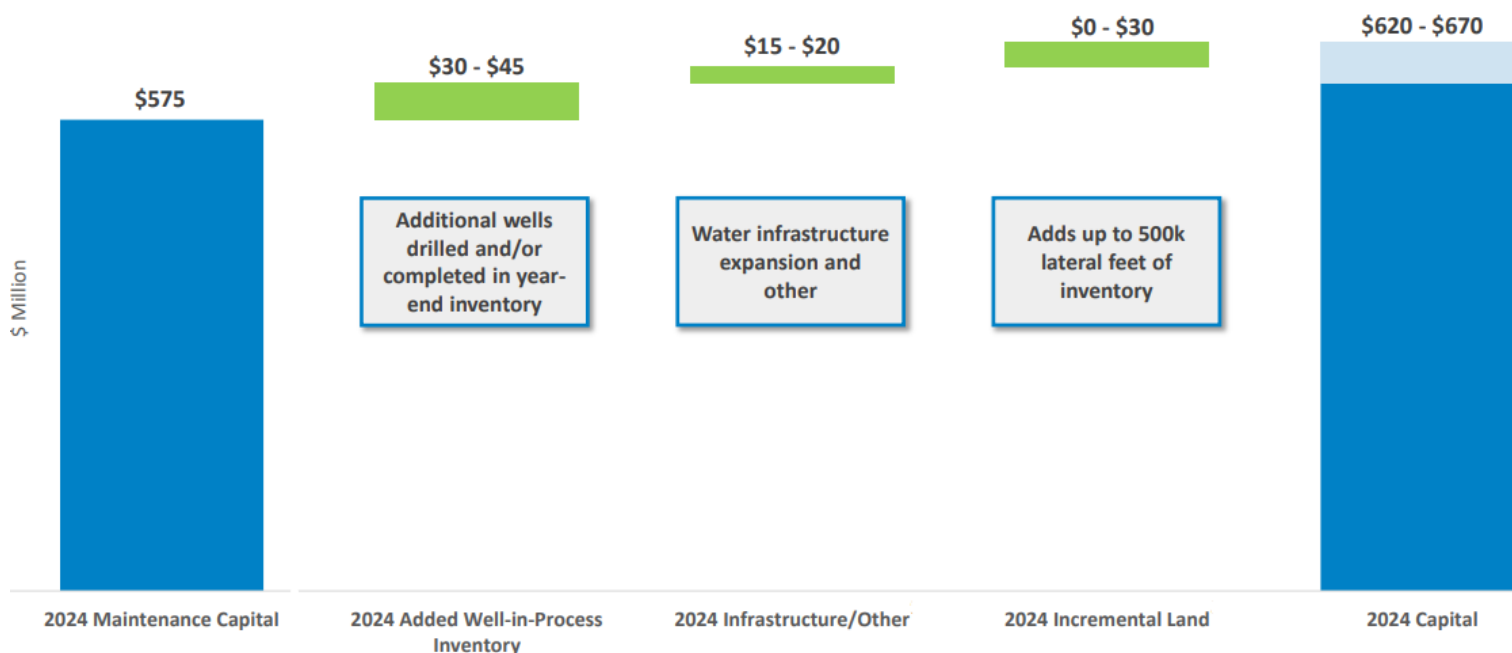 $575
$30 - $45
$15 - $20
$0 - $30
$620 - $670
Additional wells
drilled and/or
completed in year-
end inventory
Water infrastructure
expansion and
other
Adds up to 500k
lateral feet of
inventory
$ Million
2024 Maintenance Capital
2024 Added Well-in-Process
Inventory
2024 Infrastructure/Other
2024 Incremental Land
2024 Capital